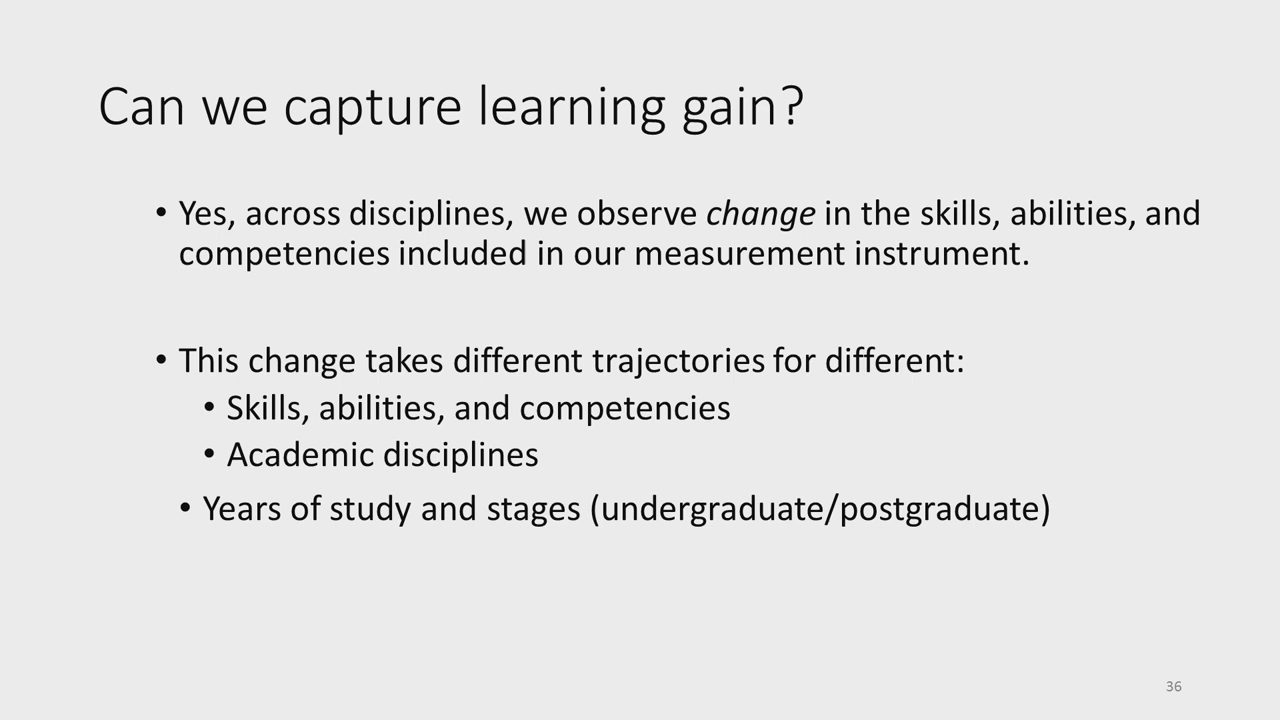 Can we capture learning gain?
• Yes, across disciplines, we observe change in the skills, abilities, and
competencies included in our measurement instrument.
• This change takes different trajectories for different:
• Skills, abilities, and competencies
• Academic disciplines
• Years of study and stages (undergraduate/postgraduate)
36